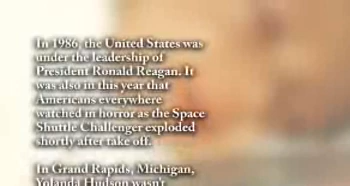 In 1986, the United States was
under the leadership of
President Ronald Reagan. It
was also in this year that
Americans everywhere
watched in horror as the Space
Shuttle Challenger exploded
shortly after take off.
In Grand Rapids, Michigan,
Yolanda Hudson wasn't